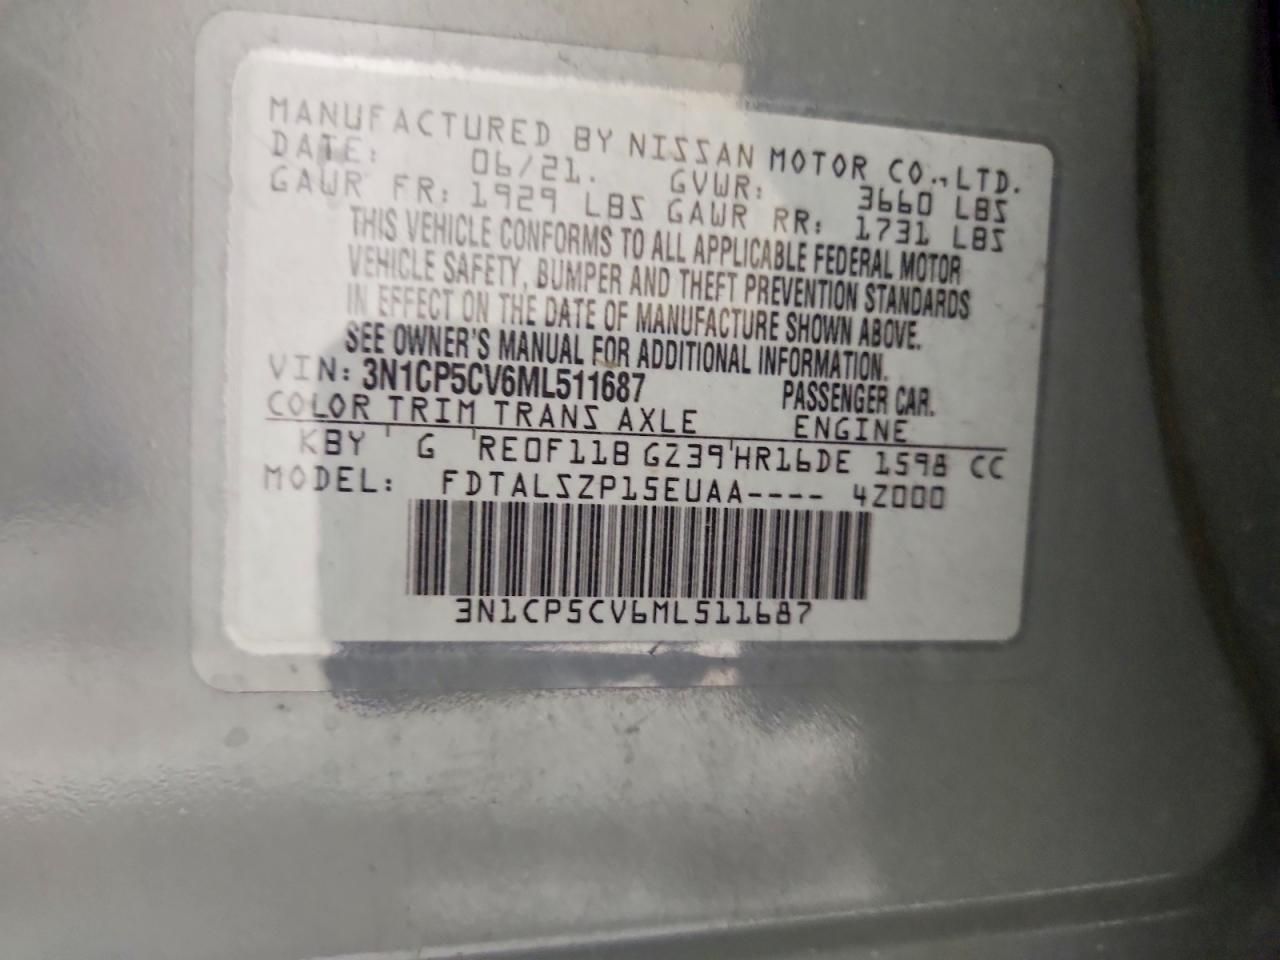 MANUFACTURED BY NISSAN MOTOR CO., LTD.
DATE: 06/21. GVWR: 3660 LBS
GAWR FR: 1929 LBS GAWR RR: 1731 LBS
THIS VEHICLE CONFORMS TO ALL APPLICABLE FEDERAL MOTOR
VEHICLE SAFETY, BUMPER AND THEFT PREVENTION STANDARDS
IN EFFECT ON THE DATE OF MANUFACTURE SHOWN ABOVE.
SEE OWNER'S MANUAL FOR ADDITIONAL INFORMATION.
VIN: 3N1CP5CV6ML511687 PASSENGER CAR.
COLOR TRIM TRANS AXLE ENGINE
KBY ' G 'RE0F11B GZ39'HR16DE 1598 CC
MODEL: FDTALSZP15EUAA---- 4Z000
3N1CP5CV6ML511687